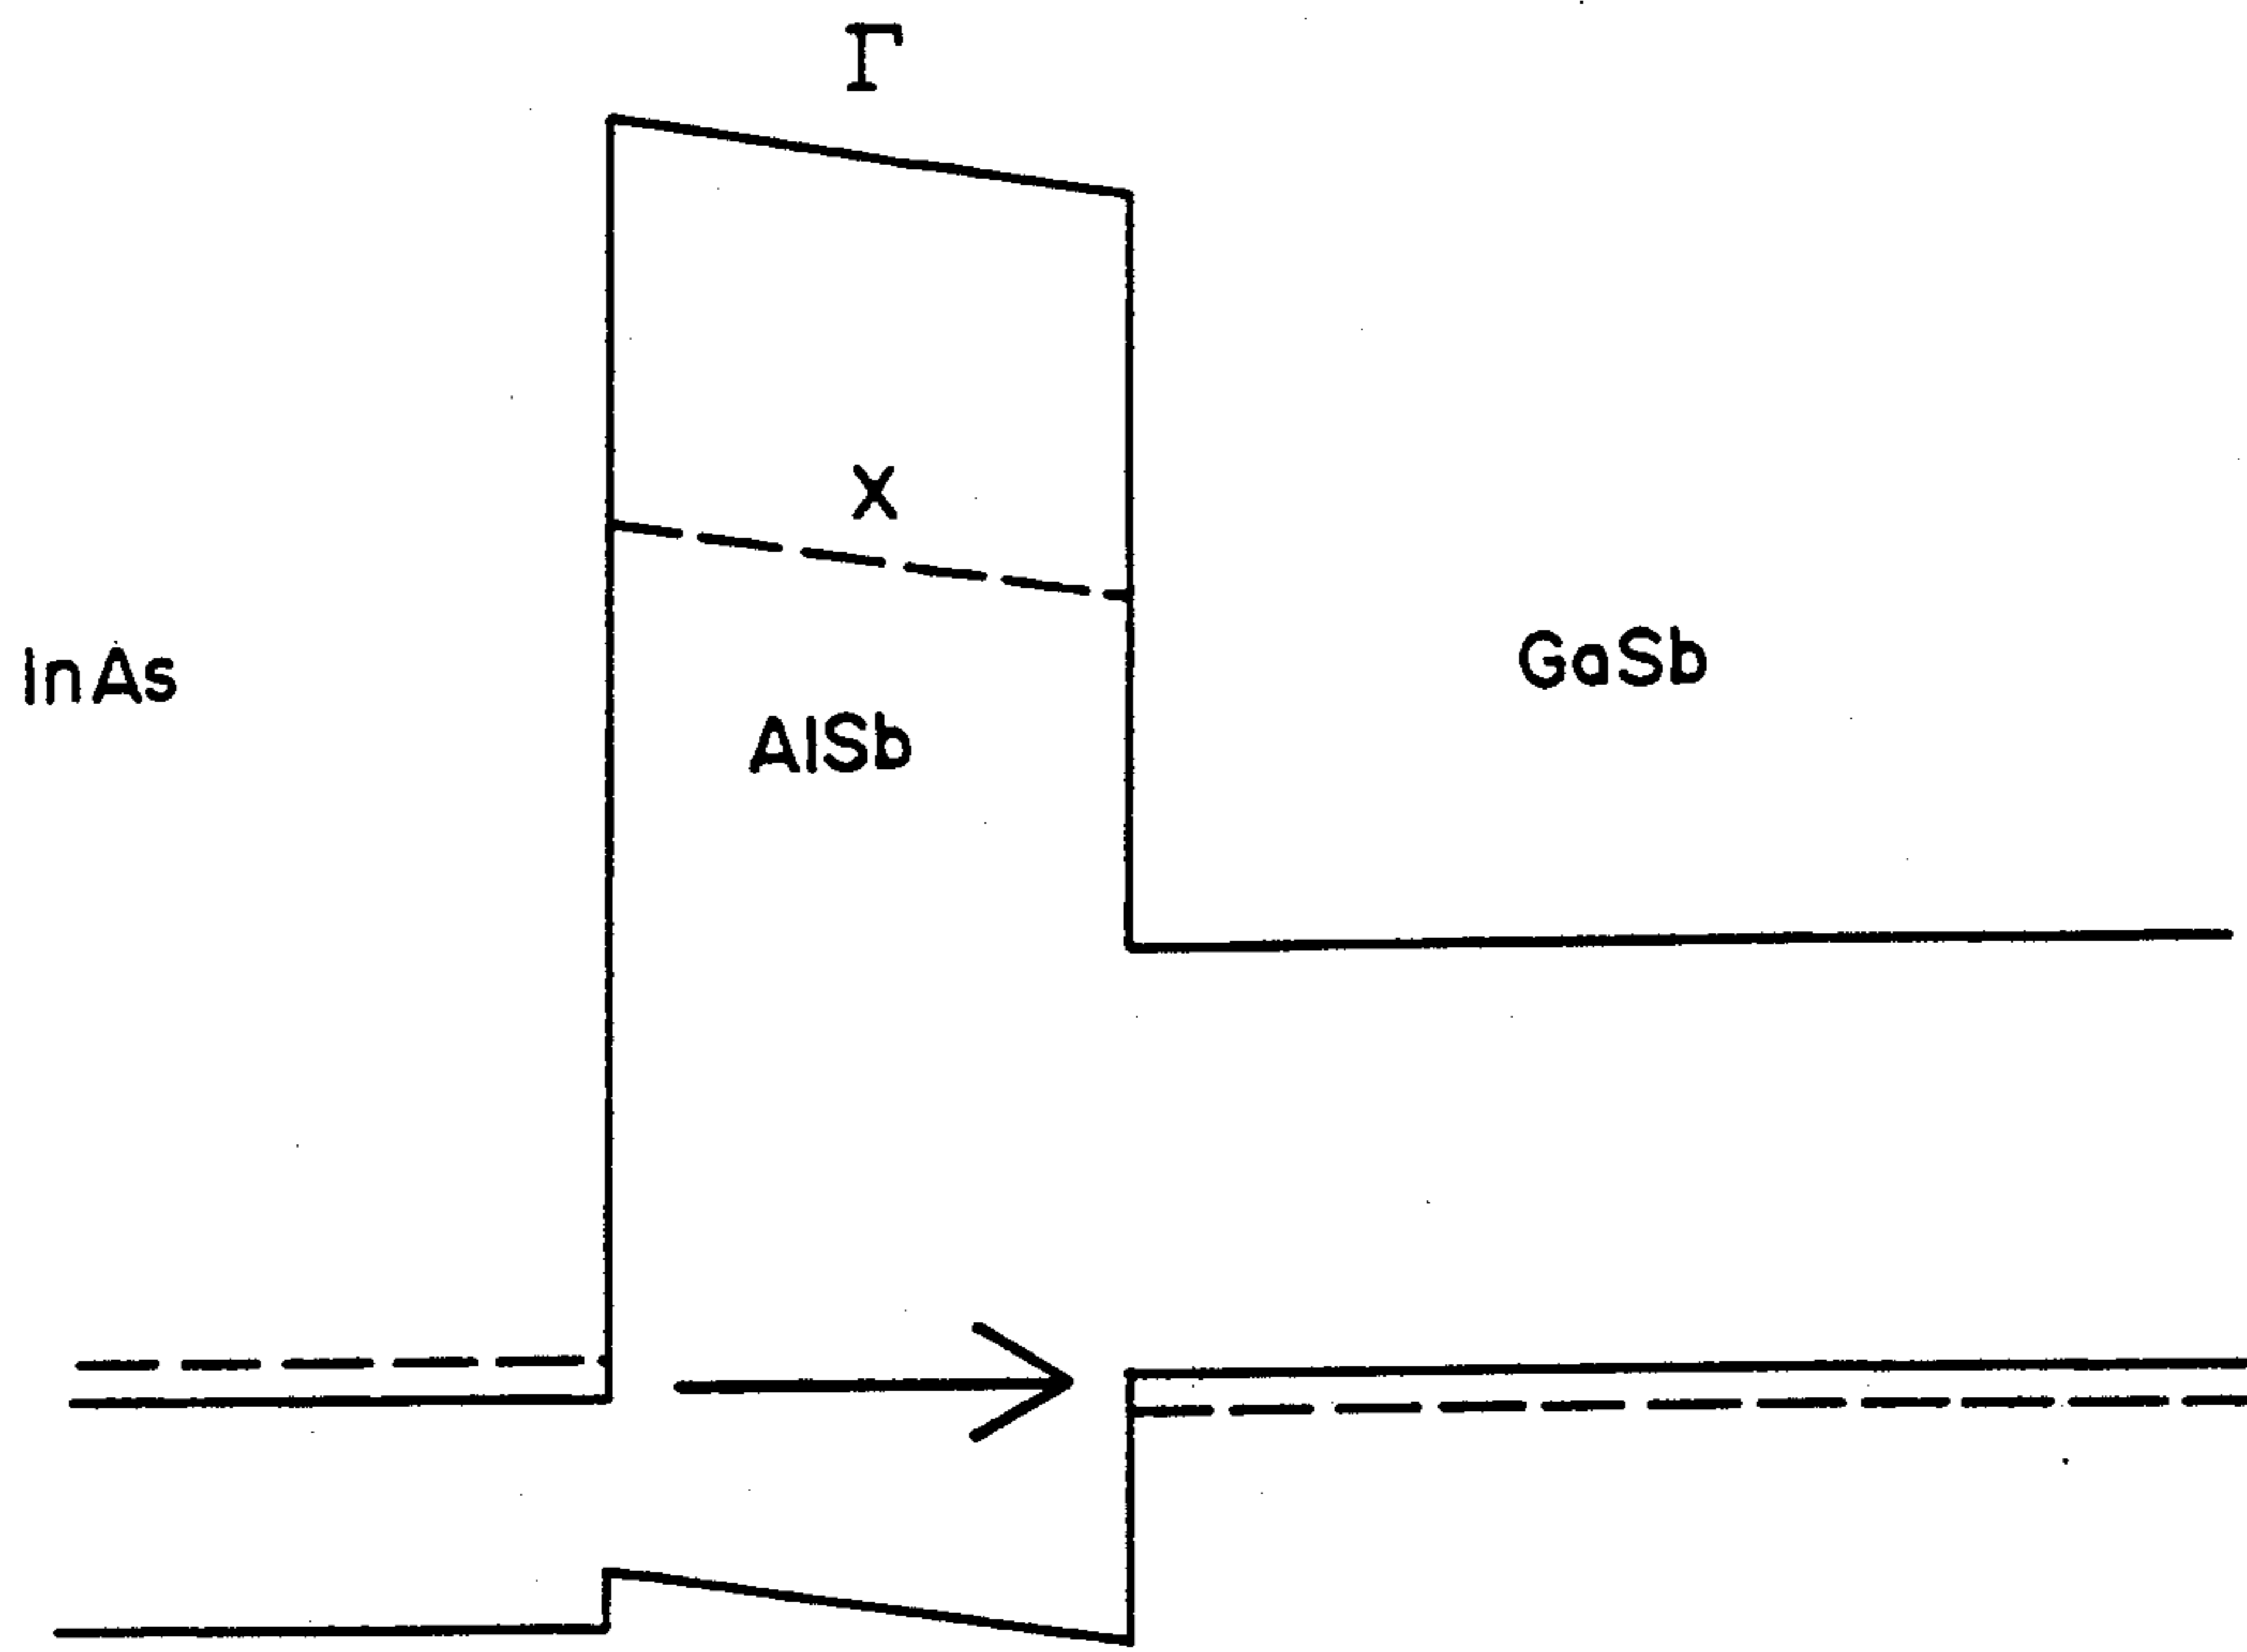 Γ
X
InAs
GaSb
AlSb